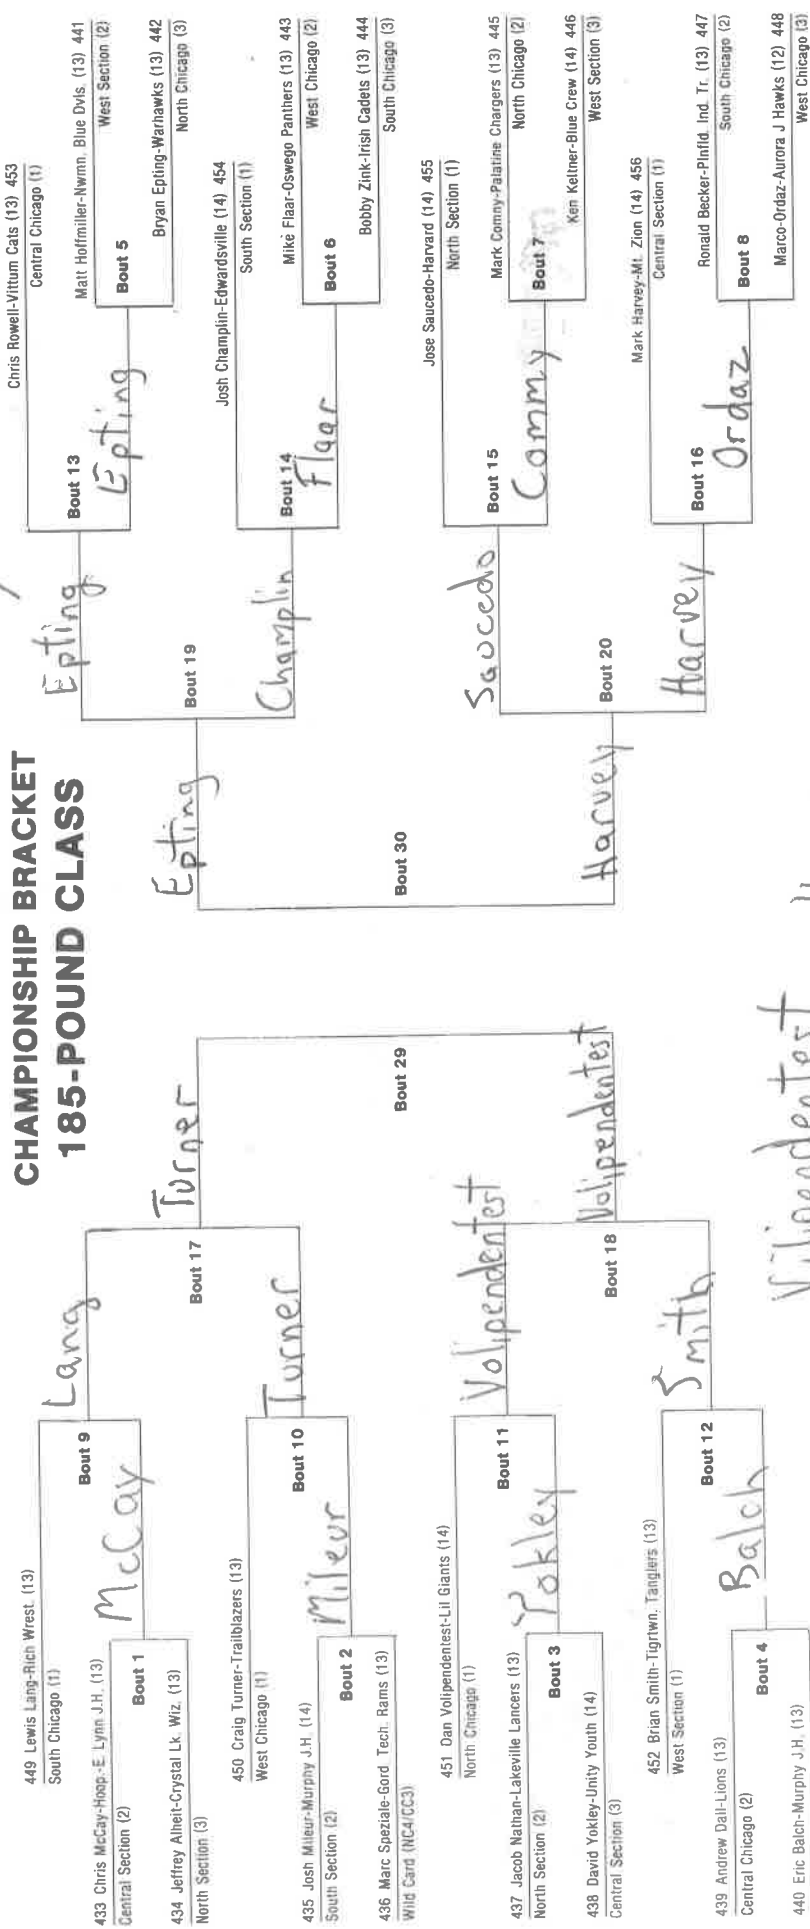 CHAMPIONSHIP BRACKET
185-POUND CLASS
449 Lewis Lang-Rich Wrest. (13)
South Chicago (1)
Lang
Bout 9
433 Chris McCay-Hoop.-E. Lynn J.H. (13)
Central Section (2)
McCay
Bout 1
434 Jeffrey Alheit-Crystal Lk. Wiz. (13)
North Section (3)
Turner
Bout 17
450 Craig Turner-Trailblazers (13)
West Chicago (1)
Turner
Bout 10
435 Josh Mileur-Murphy J.H. (14)
South Section (2)
Mileur
Bout 2
436 Marc Speziale-Gord Tech. Rams (13)
Wild Card (NC4/CC3)
Bout 29
451 Dan Volipendentest-Lil Giants (14)
North Chicago (1)
Volipendentest
Bout 11
437 Jacob Nathan-Lakeville Lancers (13)
North Section (2)
Yokley
Bout 3
438 David Yokley-Unity Youth (14)
Central Section (3)
Volipendentest
Bout 18
452 Brian Smith-Tigrtwn. Tanglers (13)
West Section (1)
Smith
Bout 12
439 Andrew Dall-Lions (13)
Central Chicago (2)
Balch
Bout 4
440 Eric Balch-Murphy J.H. (13)
Chris Rowell-Vittum Cats (13) 453
Central Chicago (1)
Epting
Bout 13
Matt Hoffmiller-Nwmn. Blue Dvls. (13) 441
West Section (2)
Epting
Bout 5
Bryan Epting-Warhawks (13) 442
North Chicago (3)
Epting
Bout 19
Josh Champlin-Edwardsville (14) 454
South Section (1)
Champlin
Bout 14
Mike Flaar-Oswego Panthers (13) 443
West Chicago (2)
Flaar
Bout 6
Bobby Zink-Irish Cadets (13) 444
South Chicago (3)
Bout 30
Jose Saucedo-Harvard (14) 455
North Section (1)
Saucedo
Bout 15
Mark Comny-Palatine Chargers (13) 445
North Chicago (2)
Commy
Bout 7
Ken Keltner-Blue Crew (14) 446
West Section (3)
Harvey
Bout 20
Mark Harvey-Mt. Zion (14) 456
Central Section (1)
Harvey
Bout 16
Ronald Becker-Plnfld. Ind. Tr. (13) 447
South Chicago (2)
Ordaz
Bout 8
Marco-Ordaz-Aurora J Hawks (12) 448
West Chicago (3)